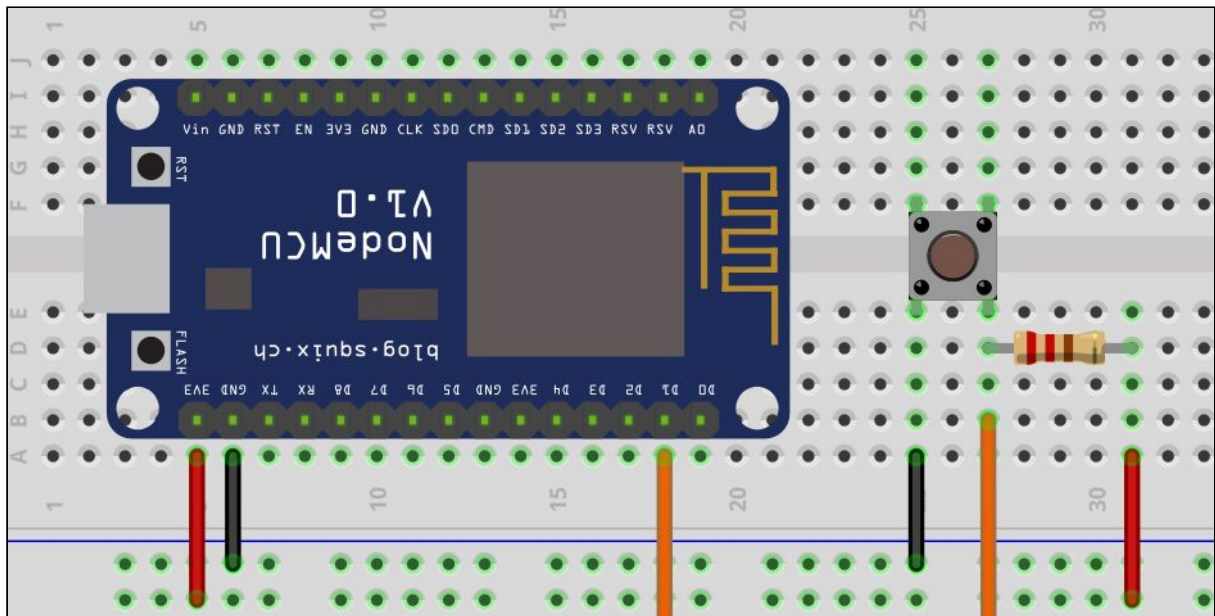 1 5 10 15 20 25 30
J
I
H
G
F
E
D
C
B
A
Vin GND RST EN 3V3 GND CLK SD0 CMD SD1 SD2 SD3 RSV RSV A0
RST
V1.0
NodeMCU
FLASH
blog.squix.ch
3V3 GND TX RX D8 D7 D6 D5 GND 3V3 D4 D3 D2 D1 D0
1 5 10 15 20 25 30